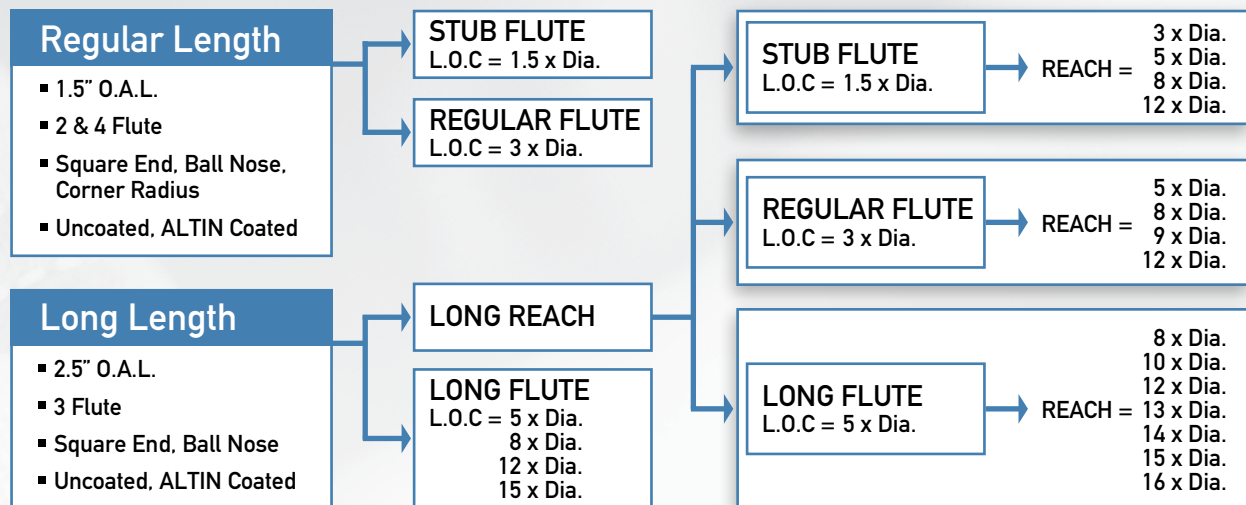 Regular Length
▪ 1.5” O.A.L.
▪ 2 & 4 Flute
▪ Square End, Ball Nose,
Corner Radius
▪ Uncoated, ALTIN Coated
STUB FLUTE
L.O.C = 1.5 x Dia.
REGULAR FLUTE
L.O.C = 3 x Dia.
Long Length
▪ 2.5” O.A.L.
▪ 3 Flute
▪ Square End, Ball Nose
▪ Uncoated, ALTIN Coated
LONG REACH
LONG FLUTE
L.O.C = 5 x Dia.
8 x Dia.
12 x Dia.
15 x Dia.
STUB FLUTE
L.O.C = 1.5 x Dia.
REACH =
3 x Dia.
5 x Dia.
8 x Dia.
12 x Dia.
REGULAR FLUTE
L.O.C = 3 x Dia.
REACH =
5 x Dia.
8 x Dia.
9 x Dia.
12 x Dia.
LONG FLUTE
L.O.C = 5 x Dia.
REACH =
8 x Dia.
10 x Dia.
12 x Dia.
13 x Dia.
14 x Dia.
15 x Dia.
16 x Dia.